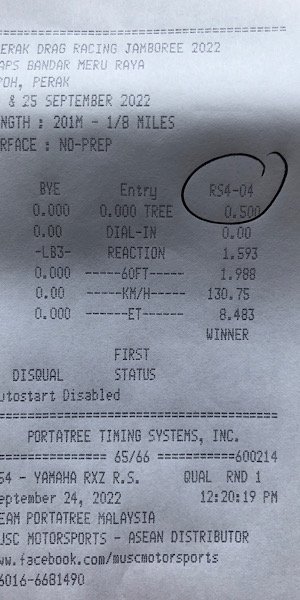 ERAK DRAG RACING JAMBOREE 2022
APS BANDAR MERU RAYA
POH, PERAK
& 25 SEPTEMBER 2022
NGTH : 201M - 1/8 MILES
RFACE : NO-PREP
BYE Entry RS4-04
0.000 0.000 TREE 0.500
0.00 DIAL-IN 0.00
-LB3- REACTION 1.593
0.000 -----60FT------ 1.988
0.00 -----KM/H------ 130.75
0.000 ------ET------- 8.483
WINNER
FIRST
DISQUAL STATUS
utostart Disabled
PORTATREE TIMING SYSTEMS, INC.
================ 65/66 ===========600214
S4 - YAMAHA RXZ R.S. QUAL RND 1
eptember 24, 2022 12:20:19 PM
EAM PORTATREE MALAYSIA
USC MOTORSPORTS - ASEAN DISTRIBUTOR
ww.facebook.com/muscmotorsports
6016-6681490